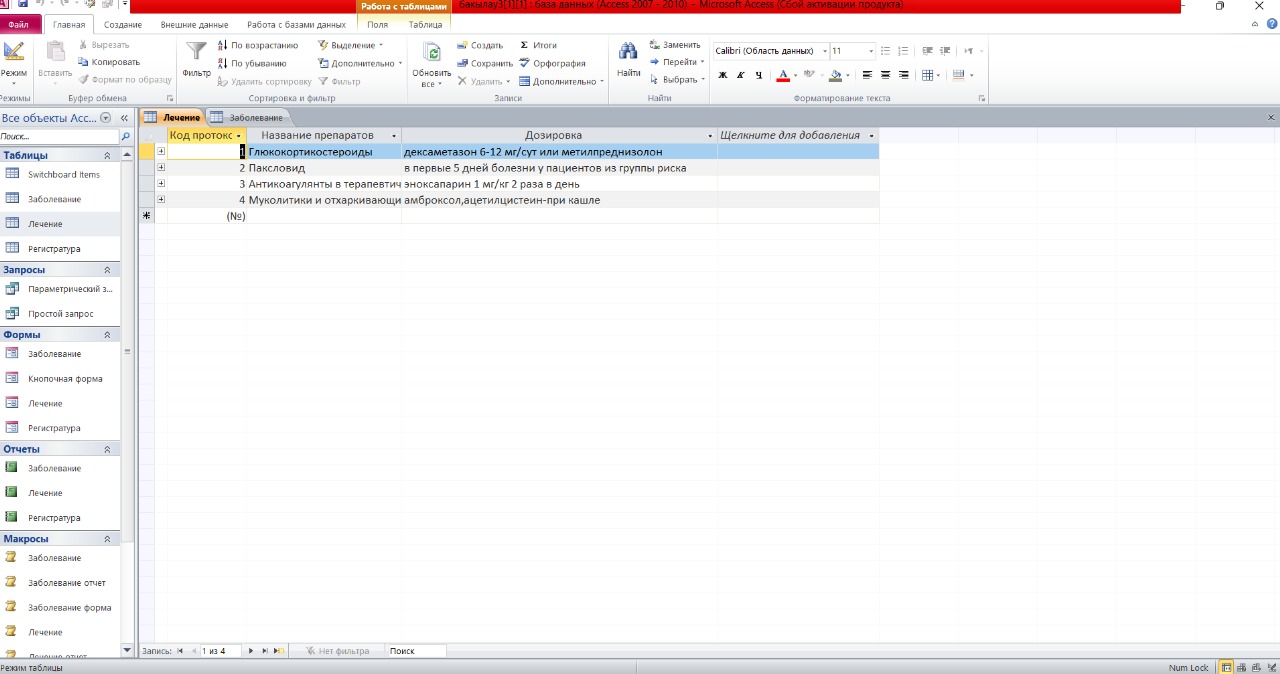 Работа с таблицами
бакылау3[1][1] : база данных (Access 2007 - 2010) - Microsoft Access (Сбой активации продукта)
Файл Главная Создание Внешние данные Работа с базами данных Поля Таблица
Режим
Режимы
Вставить
Вырезать
Копировать
Формат по образцу
Буфер обмена
Фильтр
По возрастанию
По убыванию
Удалить сортировку
Выделение
Дополнительно
Фильтр
Сортировка и фильтр
Обновить
все
Создать
Сохранить
Удалить
Итоги
Орфография
Дополнительно
Записи
Найти
Заменить
Перейти
Выбрать
Найти
Calibri (Область данных) 11
Ж К Ч А
Форматирование текста
Все объекты Acc...
Поиск...
Таблицы
Switchboard Items
Заболевание
Лечение
Регистратура
Запросы
Параметрический з...
Простой запрос
Формы
Заболевание
Кнопочная форма
Лечение
Регистратура
Отчеты
Заболевание
Лечение
Регистратура
Макросы
Заболевание
Заболевание отчет
Заболевание форма
Лечение
Лечение отчет
Лечение Заболевание
Код протокс Название препаратов Дозировка Щелкните для добавления
1 Глюкокортикостероиды дексаметазон 6-12 мг/сут или метилпреднизолон
2 Паксловид в первые 5 дней болезни у пациентов из группы риска
3 Антикоагулянты в терапевтич эноксапарин 1 мг/кг 2 раза в день
4 Муколитики и отхаркивающи амброксол,ацетилцистеин-при кашле
(№)
Запись: 1 из 4 Нет фильтра Поиск
Режим таблицы
Num Lock